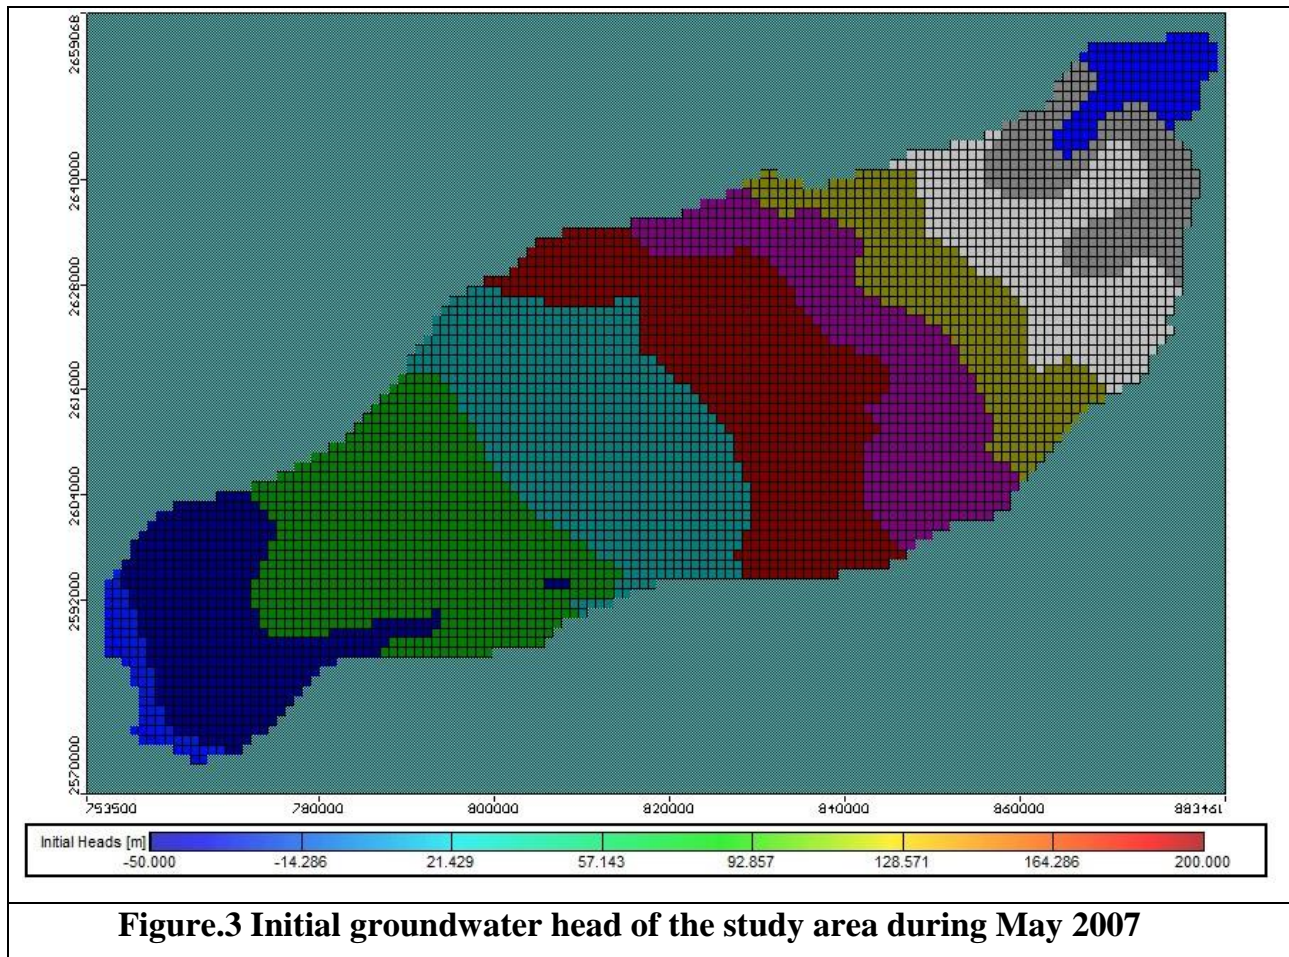 2659068
2640000
2628000
2616000
2604000
2592000
2570000
753500 780000 800000 820000 840000 860000 883461
Initial Heads [m]
-50.000 -14.286 21.429 57.143 92.857 128.571 164.286 200.000
Figure.3 Initial groundwater head of the study area during May 2007